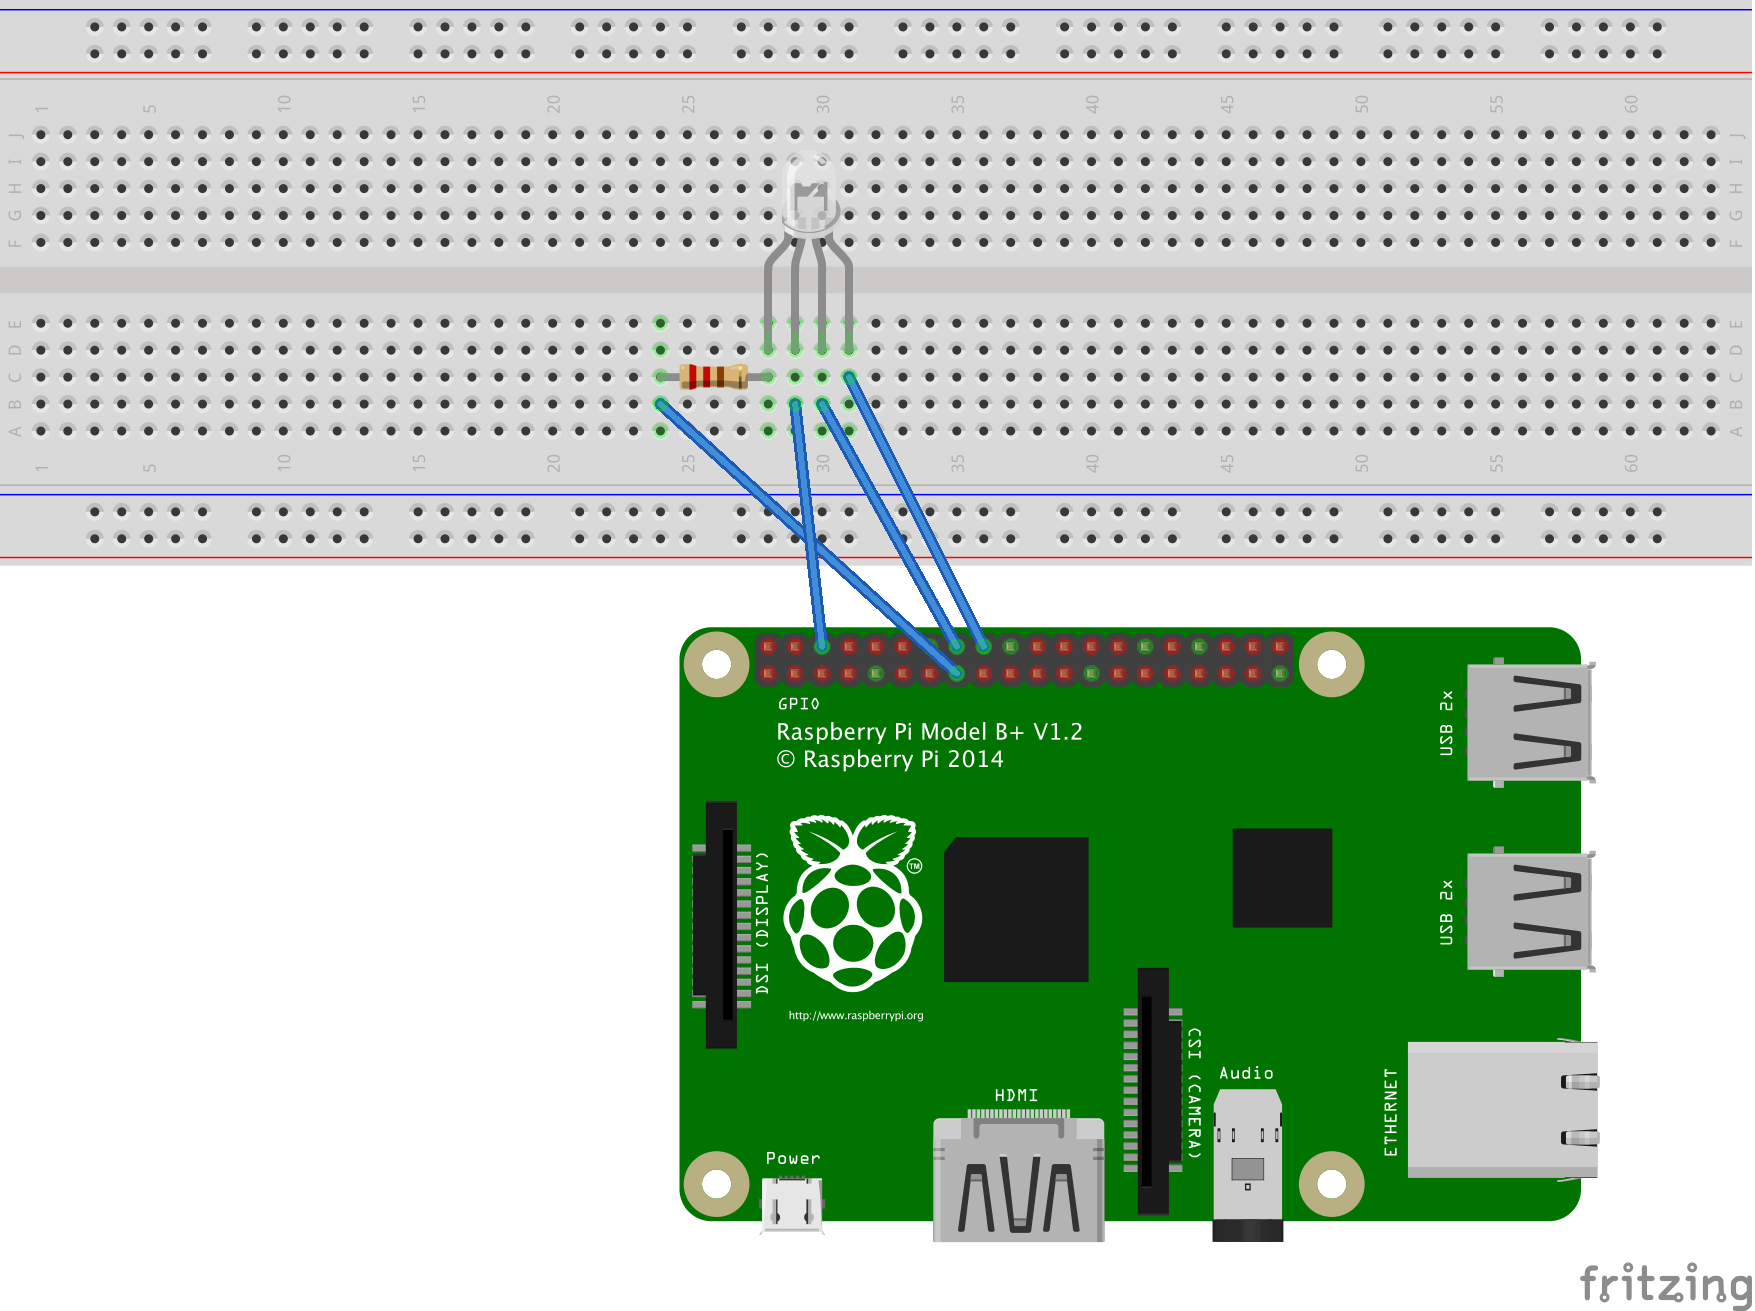 1 5 10 15 20 25 30 35 40 45 50 55 60
J J
I I
H H
G G
F F
E E
D D
C C
B B
A A
1 5 10 15 20 25 30 35 40 45 50 55 60
GPIO
Raspberry Pi Model B+ V1.2
© Raspberry Pi 2014
USB 2x
DSI (DISPLAY)
TM
USB 2x
http://www.raspberrypi.org
CSI (CAMERA)
Audio
ETHERNET
HDMI
Power
fritzing